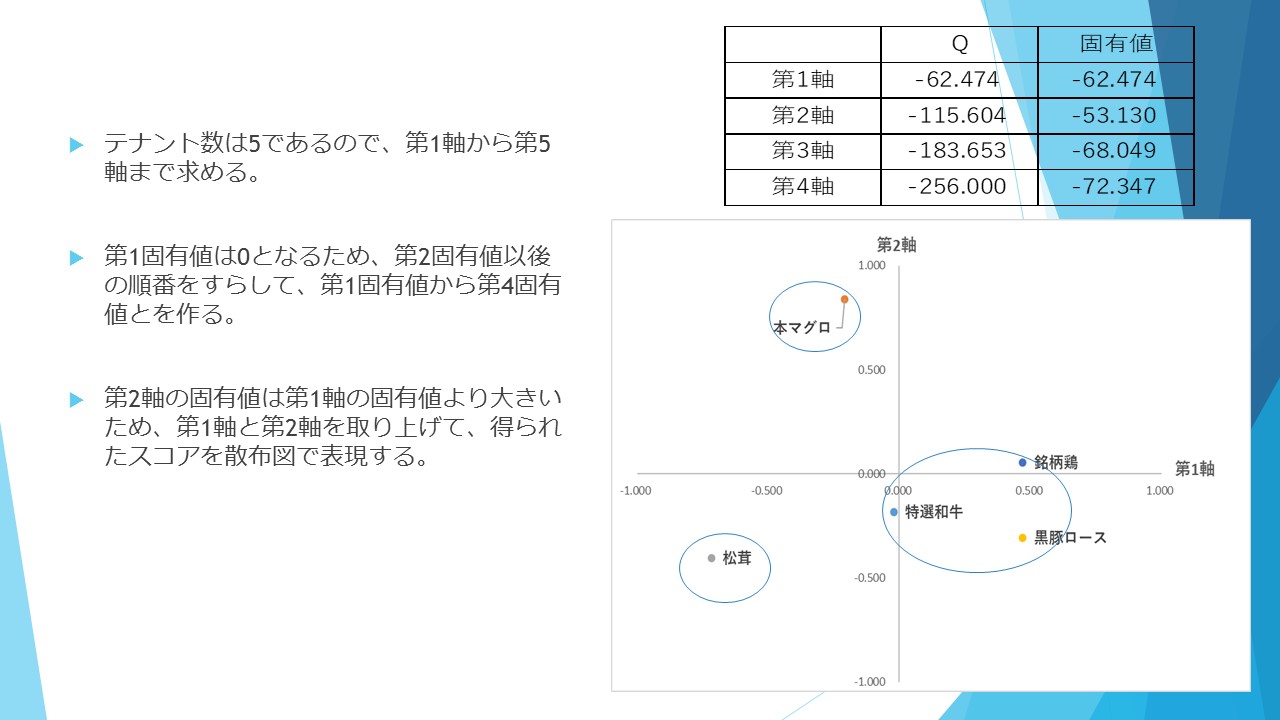 テナント数は5であるので、第1軸から第5
軸まで求める。
第1固有値は0となるため、第2固有値以後
の順番をすらして、第1固有値から第4固有
値とを作る。
第2軸の固有値は第1軸の固有値より大きい
ため、第1軸と第2軸を取り上げて、得られ
たスコアを散布図で表現する。
Q 固有値
第1軸 -62.474 -62.474
第2軸 -115.604 -53.130
第3軸 -183.653 -68.049
第4軸 -256.000 -72.347
第2軸
1.000
本マグロ
0.500
銘柄鶏
0.000
第1軸
-1.000 -0.500 0.000 0.500 1.000
特選和牛
黒豚ロース
松茸
-0.500
-1.000